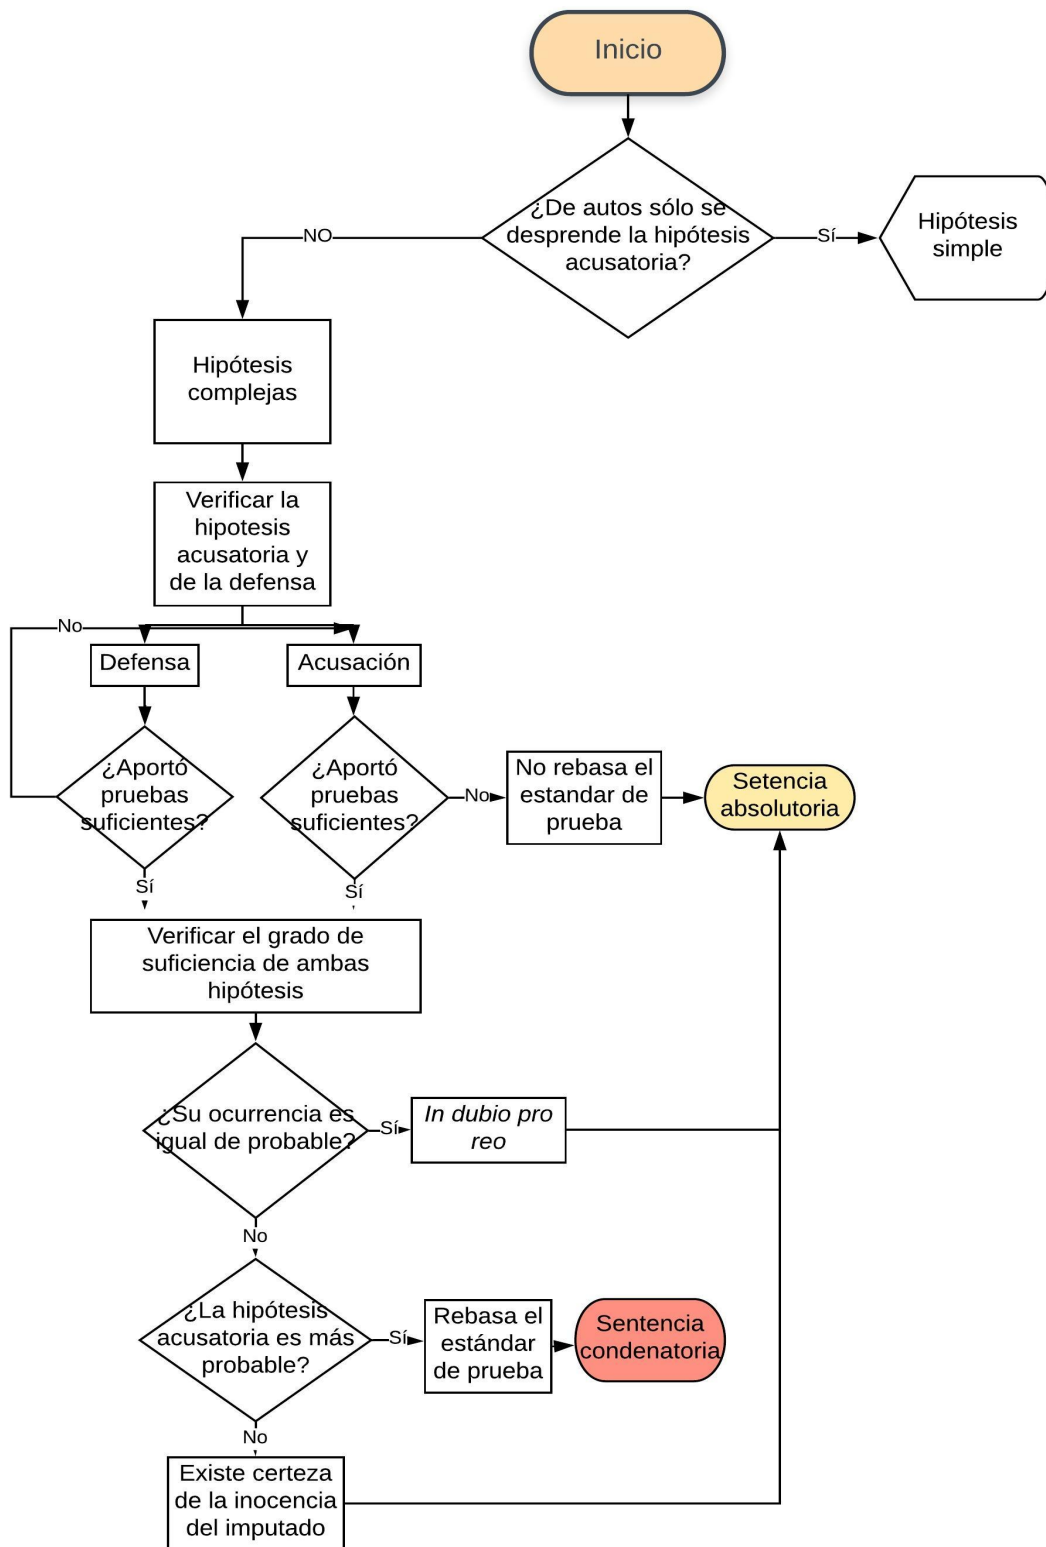 Inicio
¿De autos sólo se
desprende la hipótesis
acusatoria?
NO
Sí
Hipótesis
simple
Hipótesis
complejas
Verificar la
hipotesis
acusatoria y
de la defensa
No
Defensa
Acusación
¿Aportó
pruebas
suficientes?
¿Aportó
pruebas
suficientes?
No
No rebasa el
estandar de
prueba
Setencia
absolutoria
Sí
Sí
Verificar el grado de
suficiencia de ambas
hipótesis
¿Su ocurrencia es
igual de probable?
Sí
In dubio pro
reo
No
¿La hipótesis
acusatoria es más
probable?
Sí
Rebasa el
estándar
de prueba
Sentencia
condenatoria
No
Existe certeza
de la inocencia
del imputado